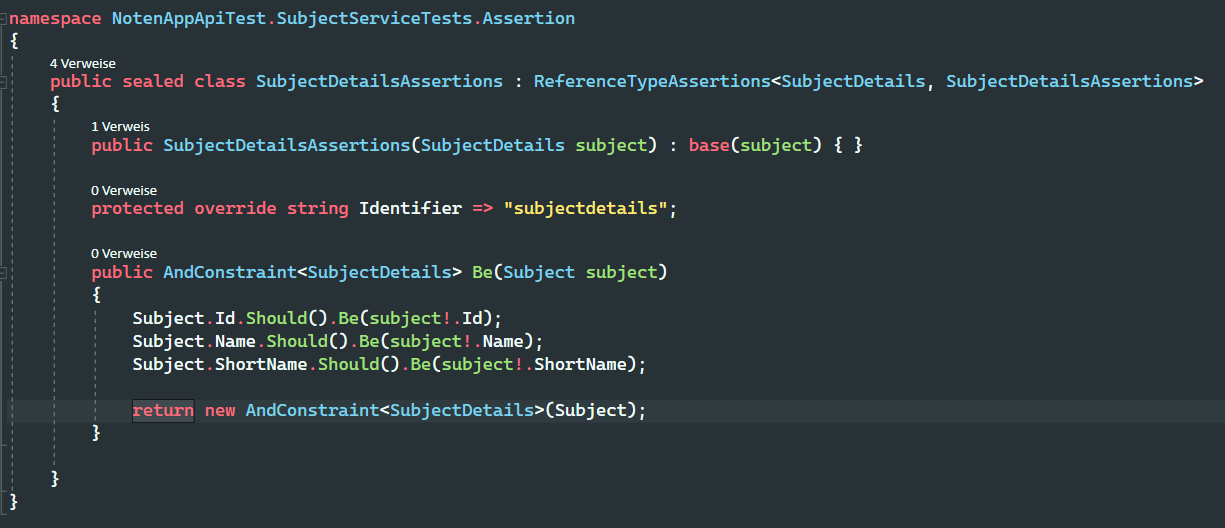 namespace NotenAppApiTest.SubjectServiceTests.Assertion
{
4 Verweise
public sealed class SubjectDetailsAssertions : ReferenceTypeAssertions<SubjectDetails, SubjectDetailsAssertions>
{
1 Verweis
public SubjectDetailsAssertions(SubjectDetails subject) : base(subject) { }
0 Verweise
protected override string Identifier => "subjectdetails";
0 Verweise
public AndConstraint<SubjectDetails> Be(Subject subject)
{
Subject.Id.Should().Be(subject!.Id);
Subject.Name.Should().Be(subject!.Name);
Subject.ShortName.Should().Be(subject!.ShortName);
return new AndConstraint<SubjectDetails>(Subject);
}
}
}